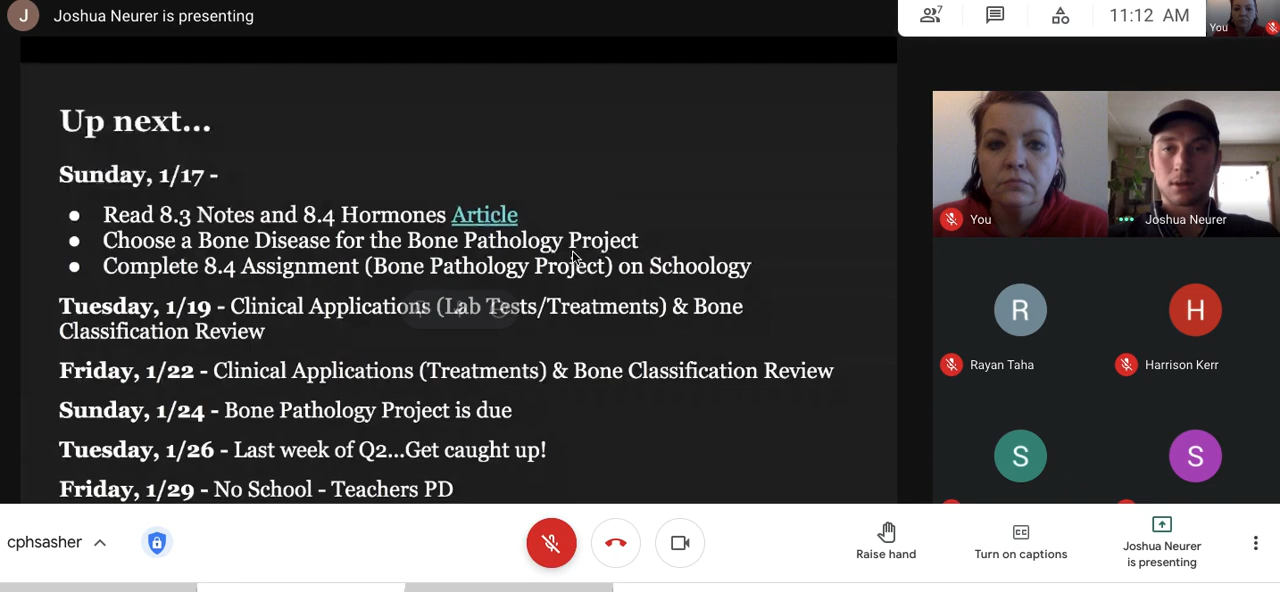 J Joshua Neurer is presenting
7
11:12 AM
You
Up next...
Sunday, 1/17 -
● Read 8.3 Notes and 8.4 Hormones Article
● Choose a Bone Disease for the Bone Pathology Project
● Complete 8.4 Assignment (Bone Pathology Project) on Schoology
Tuesday, 1/19 - Clinical Applications (Lab Tests/Treatments) & Bone
Classification Review
Friday, 1/22 - Clinical Applications (Treatments) & Bone Classification Review
Sunday, 1/24 - Bone Pathology Project is due
Tuesday, 1/26 - Last week of Q2...Get caught up!
Friday, 1/29 - No School - Teachers PD
You
Joshua Neurer
R
H
Rayan Taha
Harrison Kerr
S
S
cphsasher
Raise hand
CC
Turn on captions
Joshua Neurer
is presenting